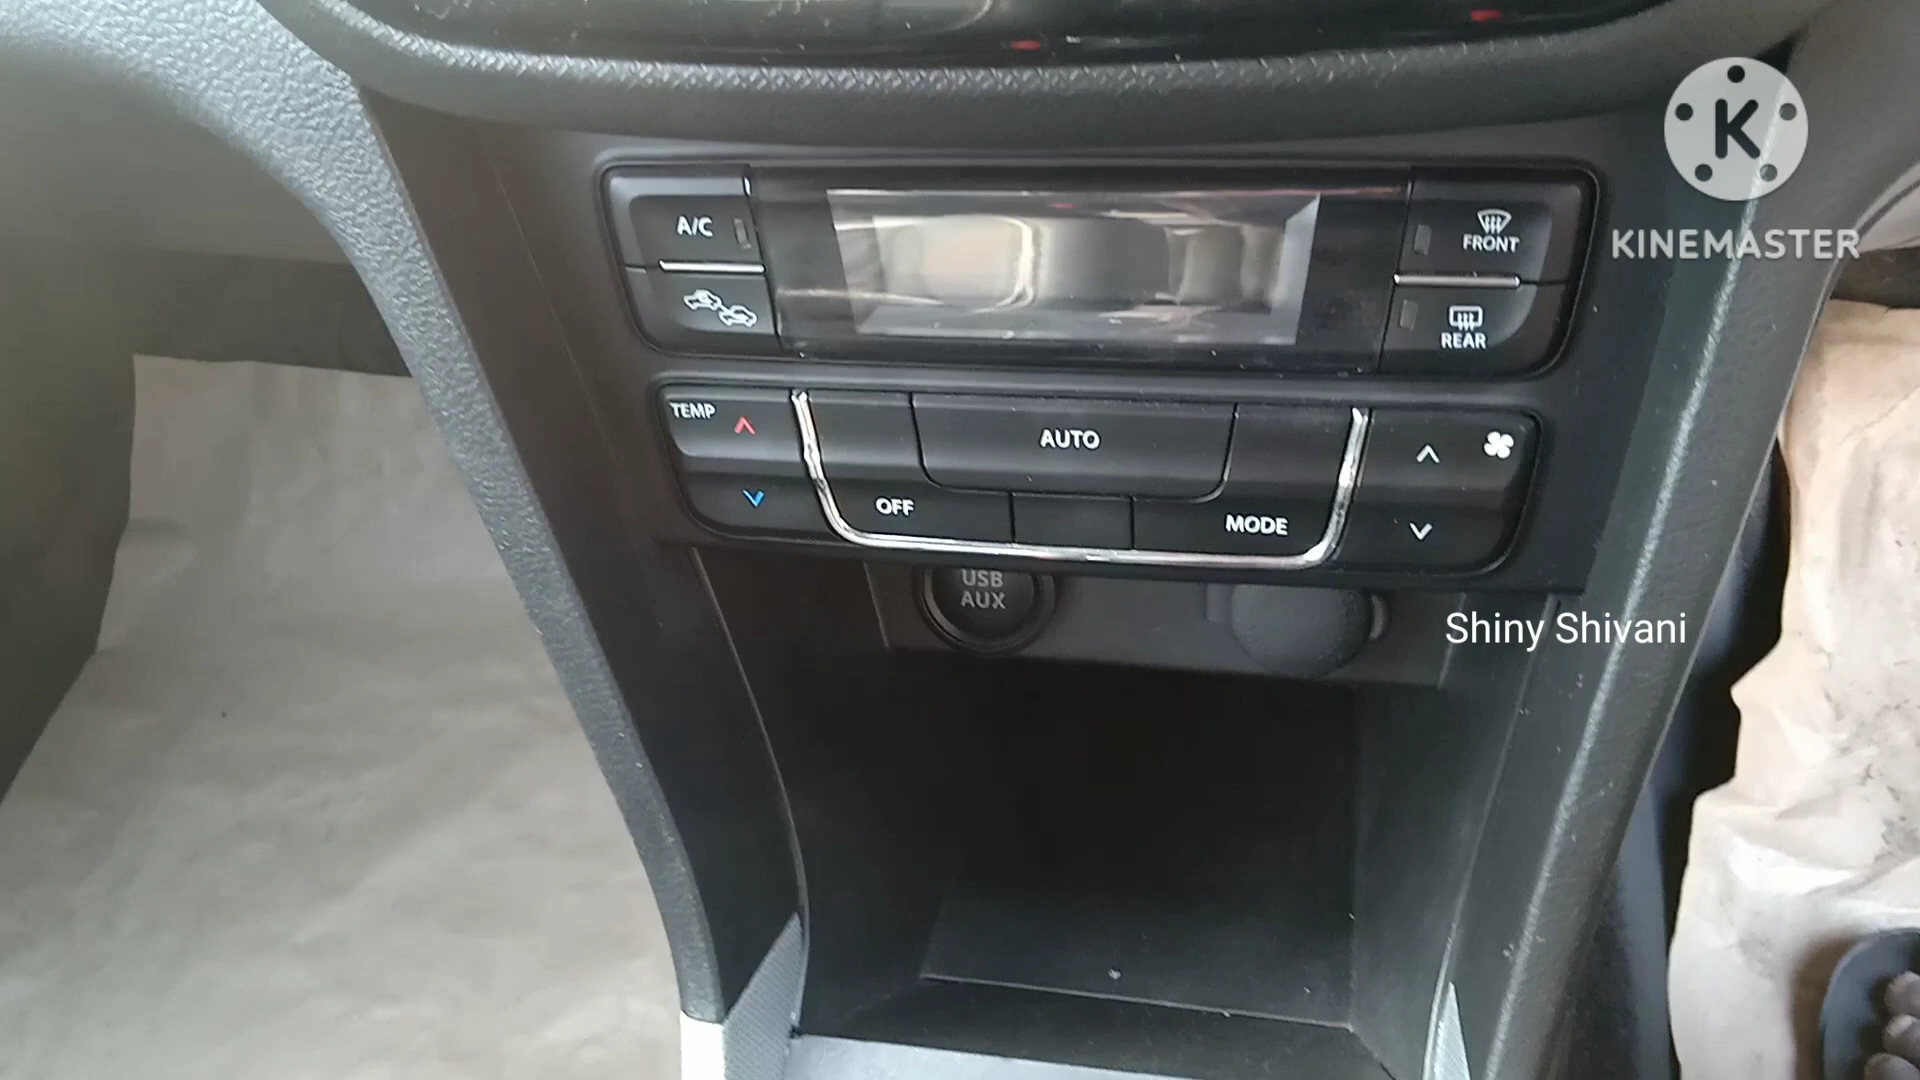 K
KINEMASTER
A/C
FRONT
REAR
TEMP
AUTO
OFF
MODE
USB
AUX
Shiny Shivani